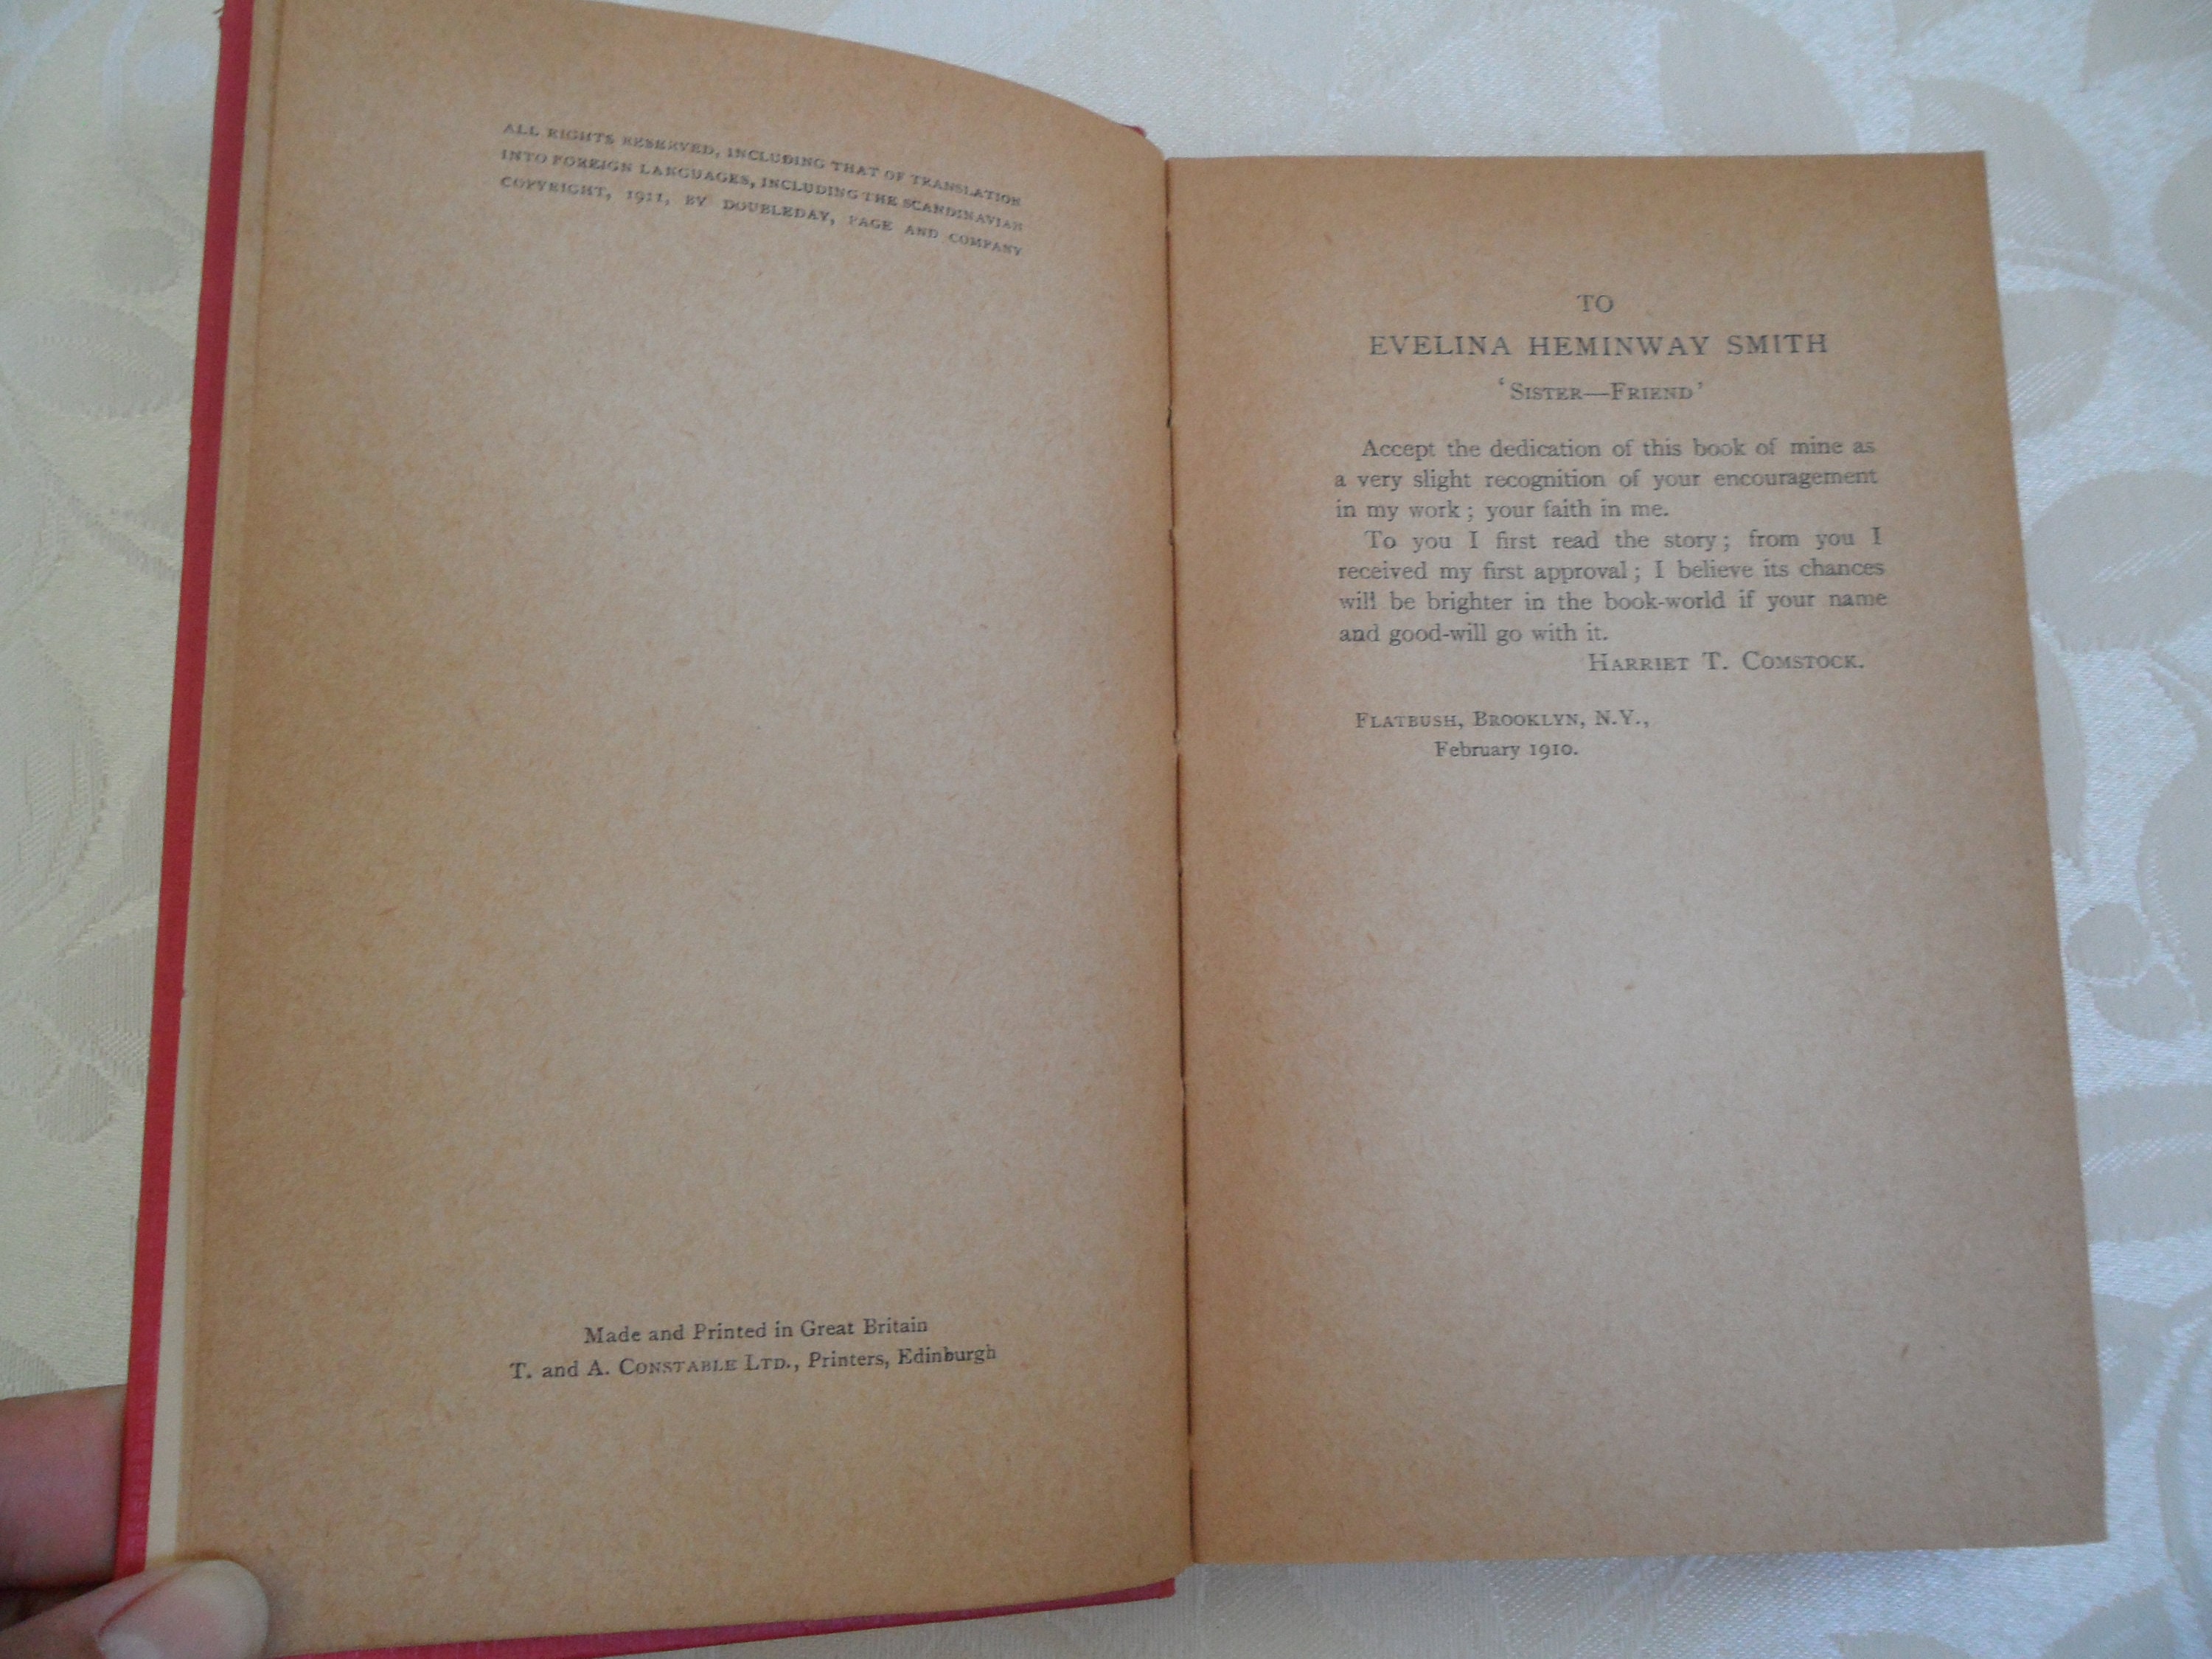 ALL RIGHTS RESERVED, INCLUDING THAT OF TRANSLATION
INTO FOREIGN LANGUAGES, INCLUDING THE SCANDINAVIAN
COPYRIGHT, 1911, BY DOUBLEDAY, PAGE AND COMPANY
Made and Printed in Great Britain
T. and A. CONSTABLE LTD., Printers, Edinburgh
TO
EVELINA HEMINWAY SMITH
'SISTER—FRIEND'
Accept the dedication of this book of mine as
a very slight recognition of your encouragement
in my work; your faith in me.
To you I first read the story; from you I
received my first approval; I believe its chances
will be brighter in the book-world if your name
and good-will go with it.
HARRIET T. COMSTOCK.
FLATBUSH, BROOKLYN, N.Y.,
February 1910.